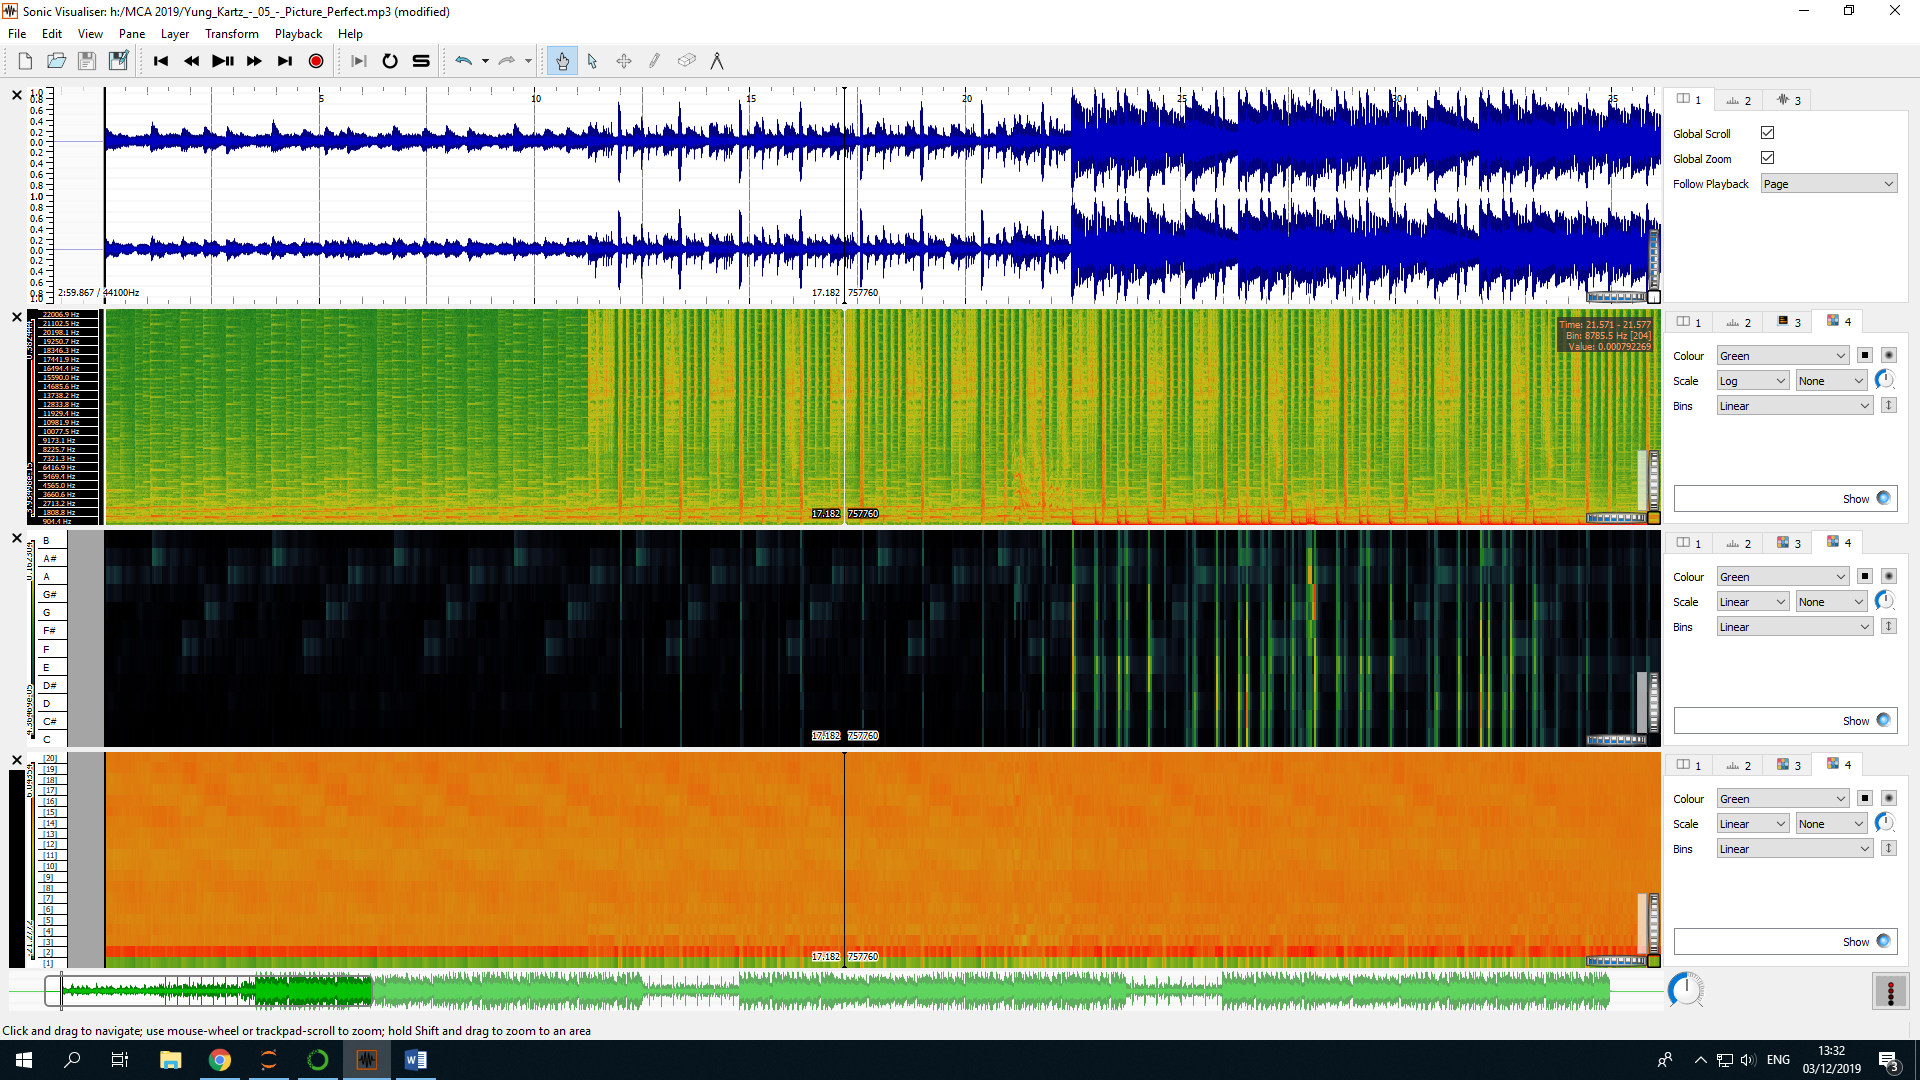 Sonic Visualiser: h:/MCA 2019/Yung_Kartz_-_05_-_Picture_Perfect.mp3 (modified)
File Edit View Pane Layer Transform Playback Help
1.0
0.8
0.6
0.4
0.2
0.0
0.2
0.4
0.6
0.8
1.0
0.8
0.6
0.4
0.2
0.0
0.2
0.4
0.6
0.8
1.0
5 10 15 20 25 30 35
2:59.867 / 44100Hz
17.182 757760
1 2 3
Global Scroll
Global Zoom
Follow Playback Page
22006.9 Hz
21102.5 Hz
20198.1 Hz
19250.7 Hz
18346.3 Hz
17441.9 Hz
16494.4 Hz
15590.0 Hz
14685.6 Hz
13738.2 Hz
12833.8 Hz
11929.4 Hz
10981.9 Hz
10077.5 Hz
9173.1 Hz
8225.7 Hz
7321.3 Hz
6416.9 Hz
5469.4 Hz
4565.0 Hz
3660.6 Hz
2713.2 Hz
1808.8 Hz
904.4 Hz
Time: 21.571 - 21.577
Bin: 8785.5 Hz [204]
Value: 0.000792269
17.182 757760
1 2 3 4
Colour Green
Scale Log None
Bins Linear
Show
B
A#
A
G#
G
F#
F
E
D#
D
C#
C
17.182 757760
1 2 3 4
Colour Green
Scale Linear None
Bins Linear
Show
[20]
[19]
[18]
[17]
[16]
[15]
[14]
[13]
[12]
[11]
[10]
[9]
[8]
[7]
[6]
[5]
[4]
[3]
[2]
[1]
17.182 757760
1 2 3 4
Colour Green
Scale Linear None
Bins Linear
Show
Click and drag to navigate; use mouse-wheel or trackpad-scroll to zoom; hold Shift and drag to zoom to an area
ENG
13:32
03/12/2019
3